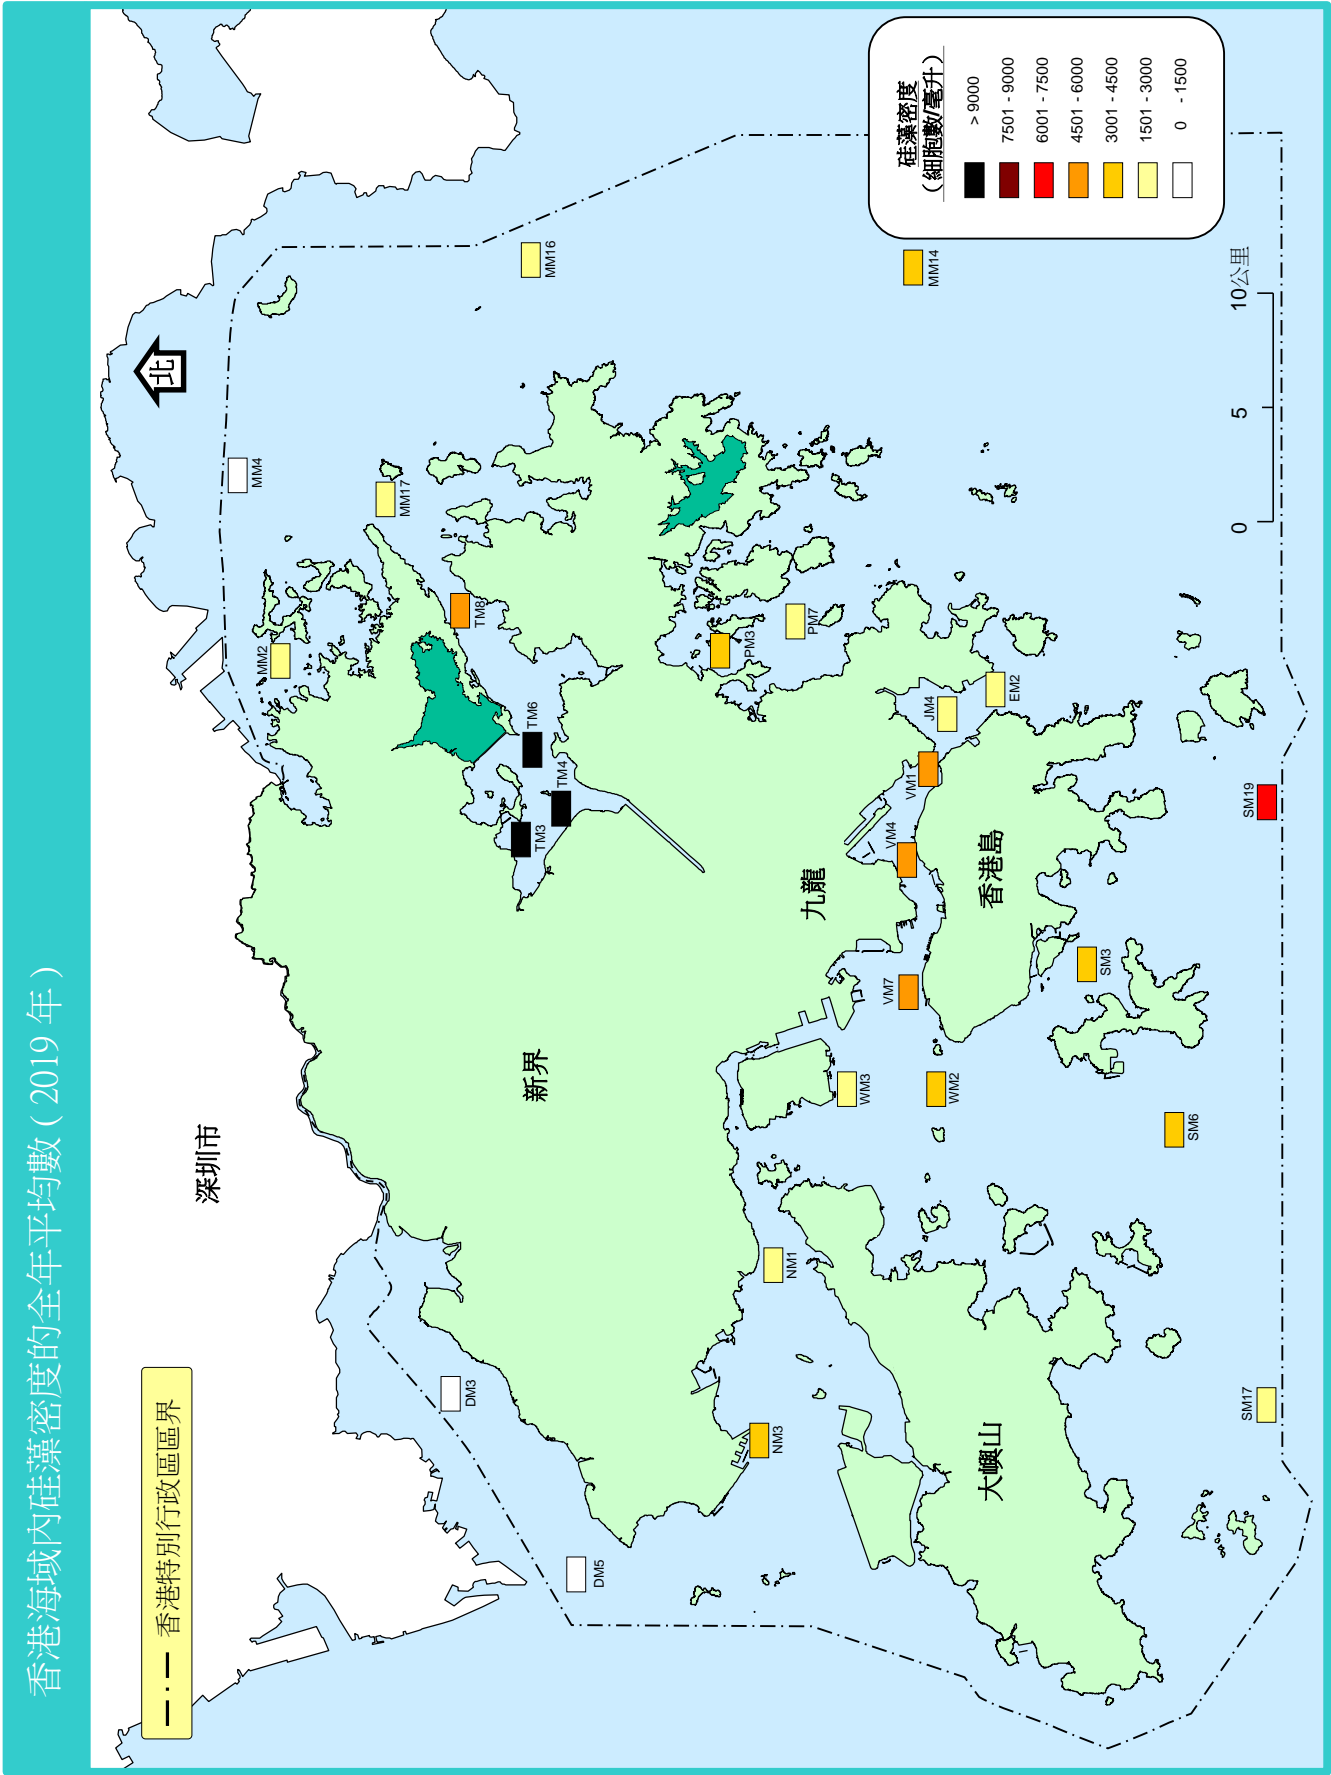 香港海域內硅藻密度的全年平均數 ( 2019 年 )
香港特別行政區區界
深圳市
北
新界
九龍
香港島
大嶼山
DM3
DM5
NM3
NM1
WM3
WM2
VM7
VM4
VM1
JM4
EM2
TM3
TM4
TM6
TM8
MM2
MM4
MM17
MM16
MM14
PM3
PM7
SM3
SM6
SM17
SM19
0 5 10公里
硅藻密度
(細胞數/毫升)
> 9000
7501 - 9000
6001 - 7500
4501 - 6000
3001 - 4500
1501 - 3000
0 - 1500